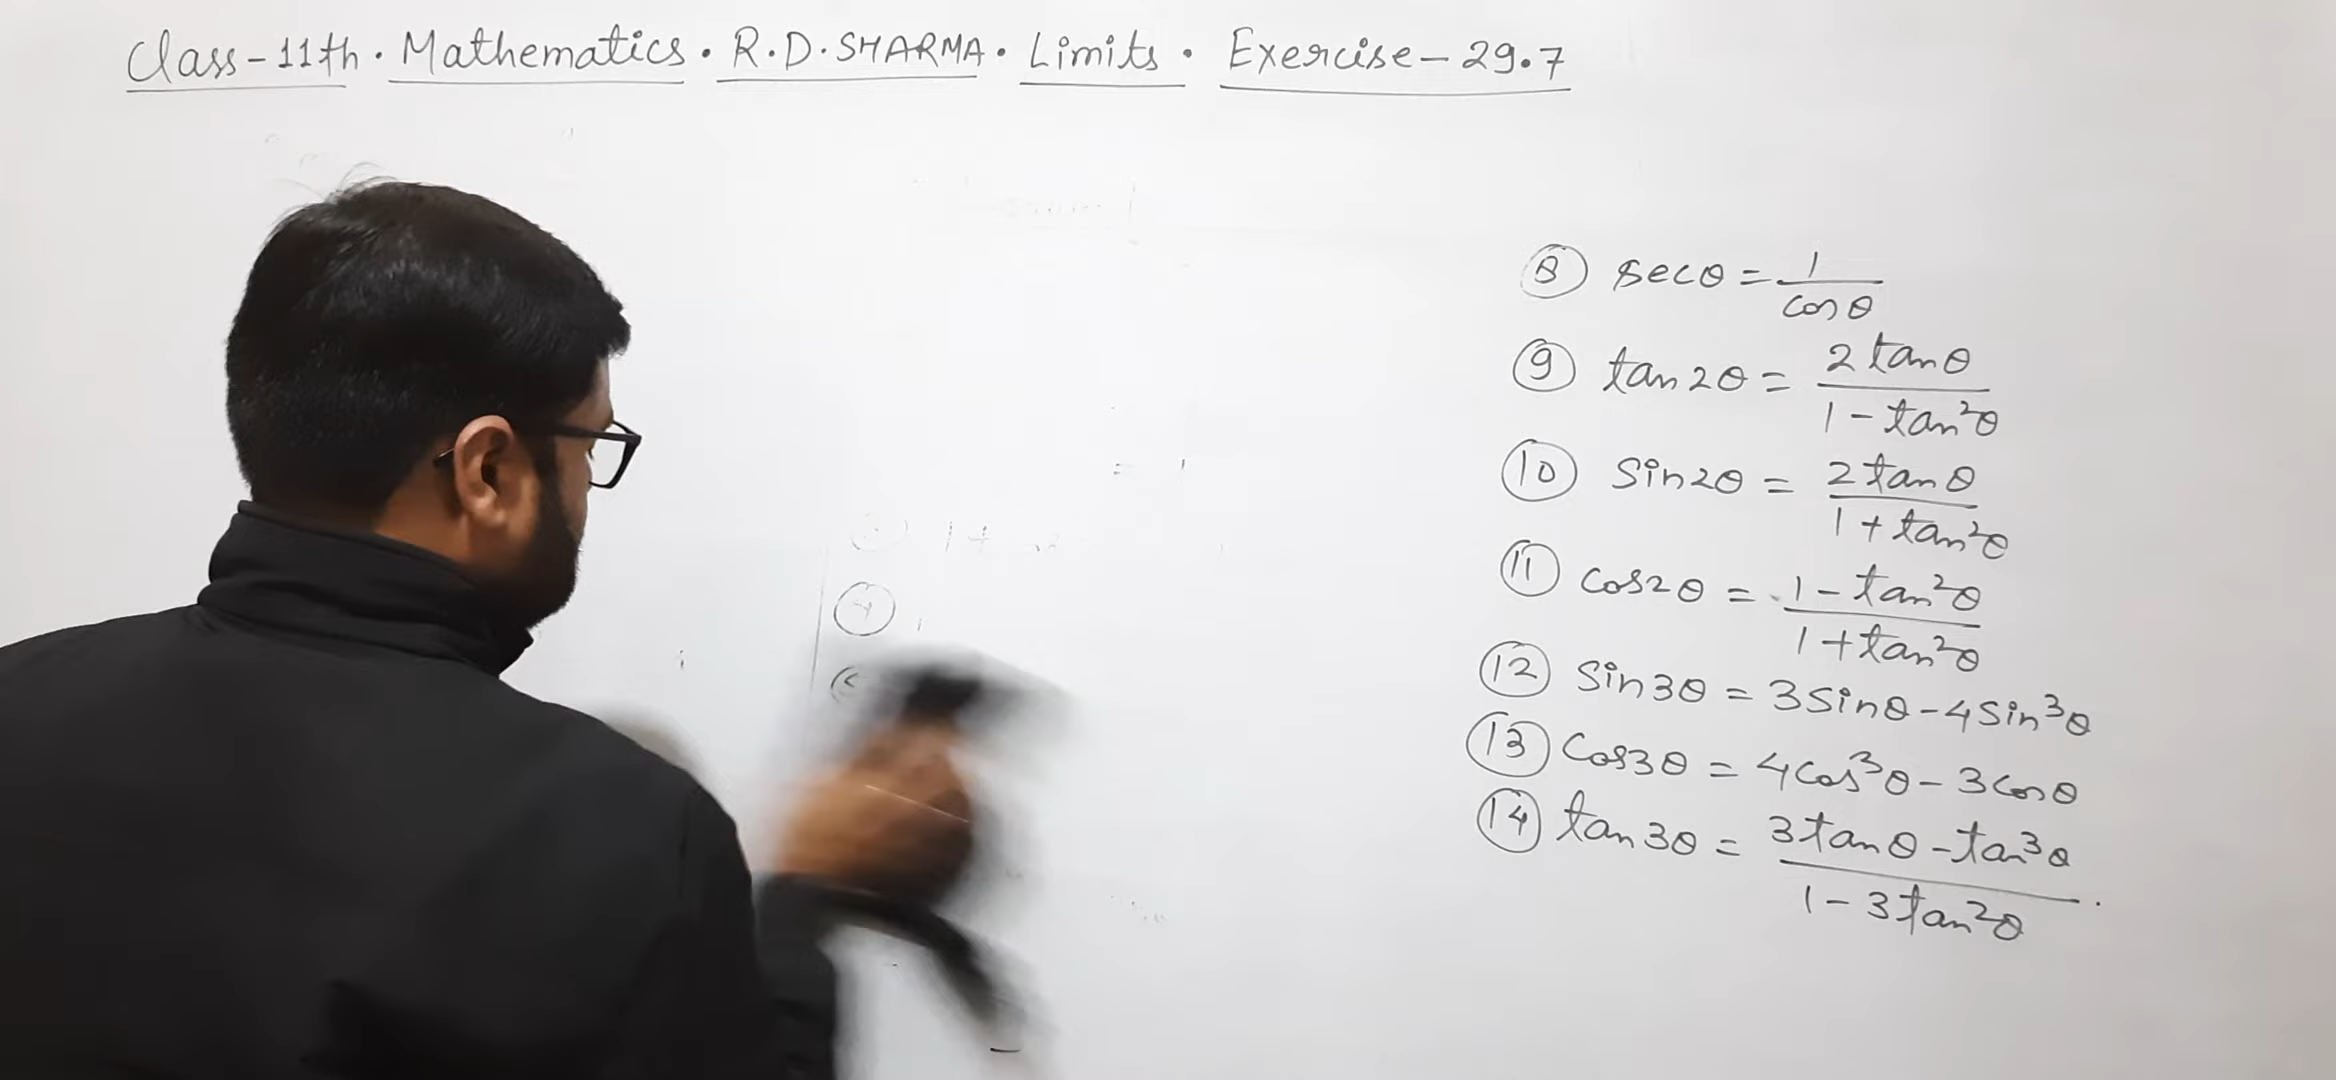 Class-11th. Mathematics. R.D.SHARMA. Limits. Exercise-29.7
⑧ secθ = 1/cosθ
⑨ tan2θ = 2tanθ/1-tan²θ
⑩ Sin2θ = 2tanθ/1+tan²θ
⑪ Cos2θ = 1-tan²θ/1+tan²θ
⑫ Sin3θ = 3Sinθ-4Sin³θ
⑬ Cos3θ = 4Cos³θ-3Cosθ
⑭ tan3θ = 3tanθ-tan³θ/1-3tan²θ
④